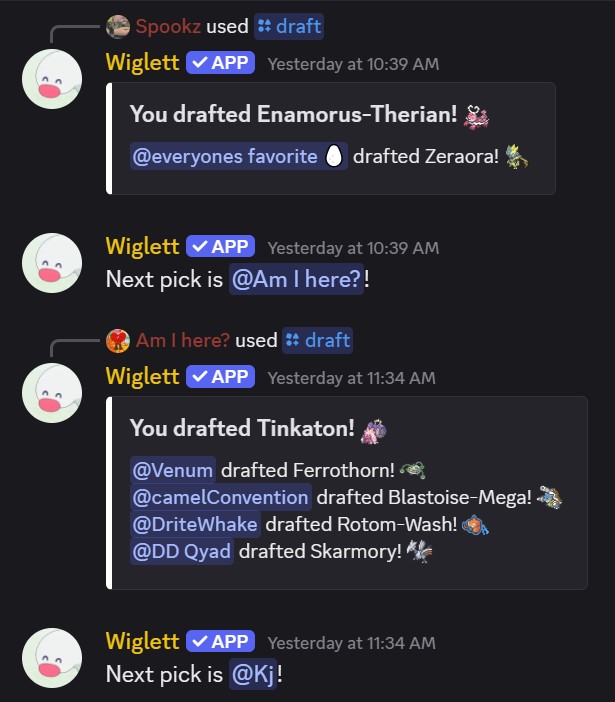 Spookz used draft
Wiglett ✓ APP Yesterday at 10:39 AM
You drafted Enamorus-Therian!
@everyones favorite 🥚 drafted Zeraora!
Wiglett ✓ APP Yesterday at 10:39 AM
Next pick is @Am I here?!
Am I here? used draft
Wiglett ✓ APP Yesterday at 11:34 AM
You drafted Tinkaton!
@Venum drafted Ferrothorn!
@camelConvention drafted Blastoise-Mega!
@DriteWhake drafted Rotom-Wash!
@DD Qyad drafted Skarmory!
Wiglett ✓ APP Yesterday at 11:34 AM
Next pick is @Kj!